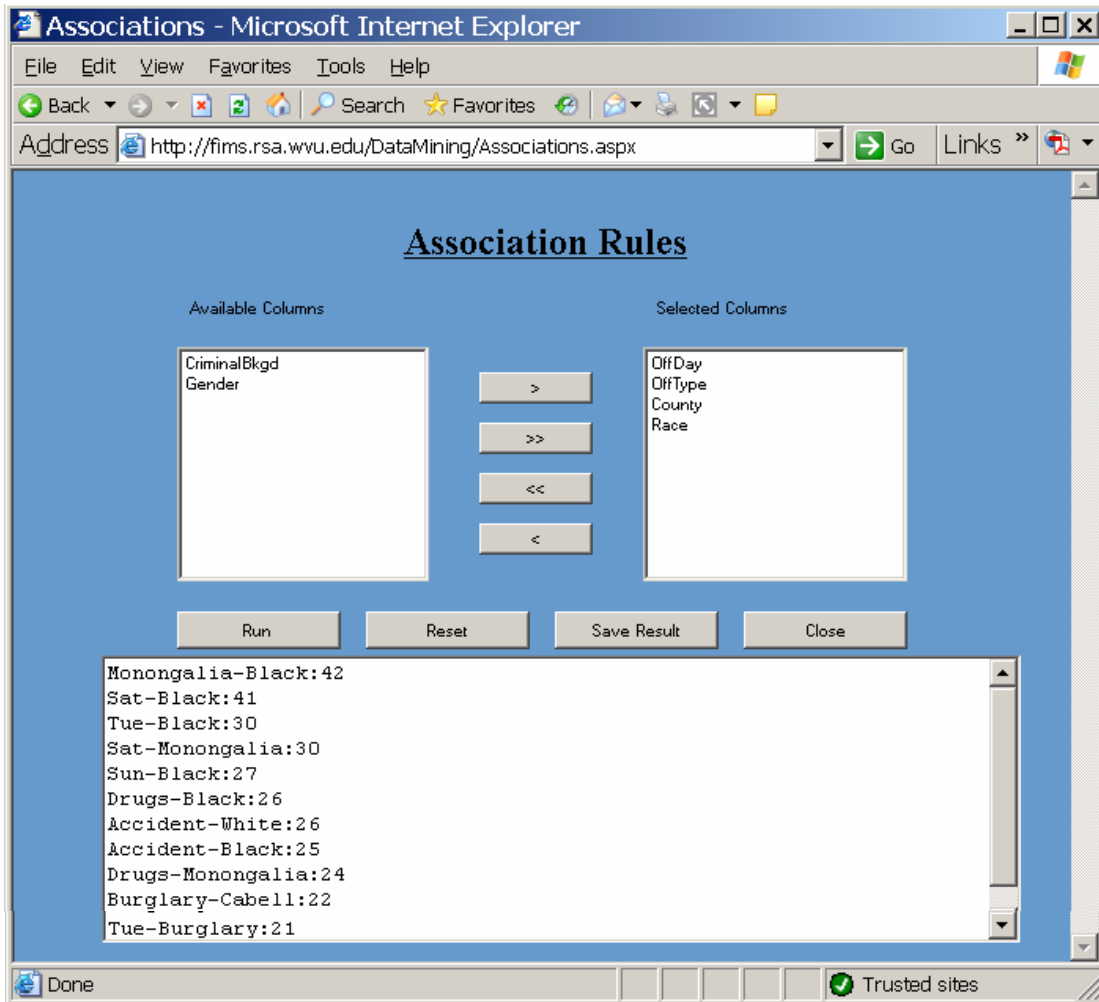 Associations - Microsoft Internet Explorer
File Edit View Favorites Tools Help
Back Search Favorites
Address http://fims.rsa.wvu.edu/DataMining/Associations.aspx Go Links »
Association Rules
Available Columns Selected Columns
CriminalBkgd
Gender
>
>>
<<
<
OffDay
OffType
County
Race
Run Reset Save Result Close
Monongalia-Black:42
Sat-Black:41
Tue-Black:30
Sat-Monongalia:30
Sun-Black:27
Drugs-Black:26
Accident-White:26
Accident-Black:25
Drugs-Monongalia:24
Burglary-Cabell:22
Tue-Burglary:21
Done Trusted sites